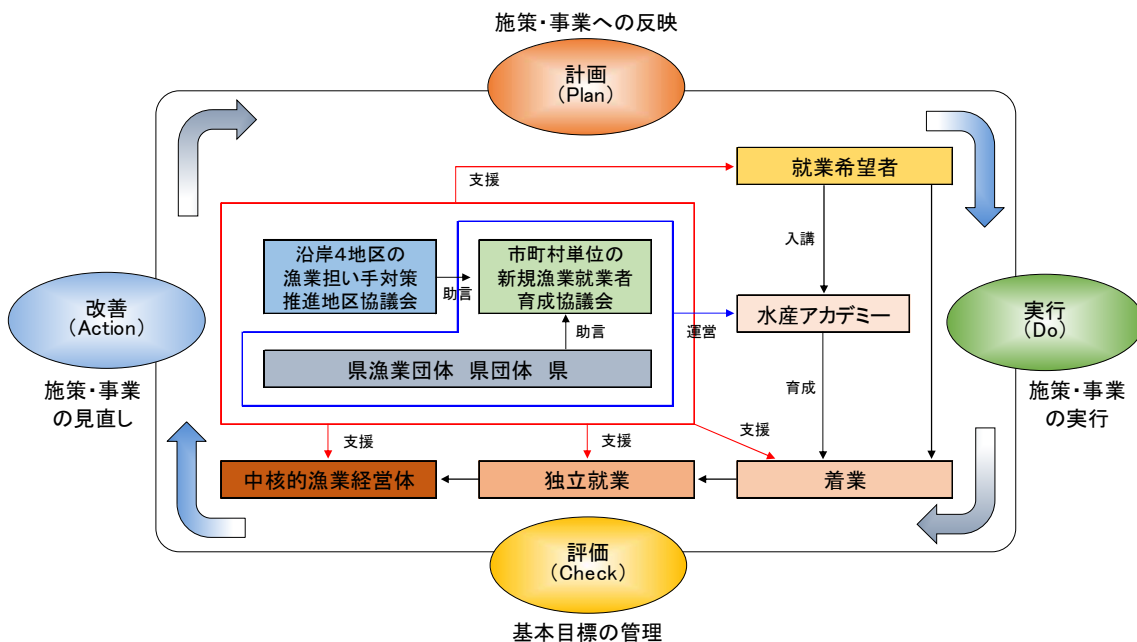 施策・事業への反映
計画
(Plan)
就業希望者
支援
入講
沿岸４地区の
漁業担い手対策
推進地区協議会
助言
市町村単位の
新規漁業就業者
育成協議会
助言
県漁業団体　県団体　県
運営
水産アカデミー
改善
(Action)
施策・事業
の見直し
実行
(Do)
施策・事業
の実行
育成
支援
支援
支援
中核的漁業経営体
独立就業
着業
評価
(Check)
基本目標の管理